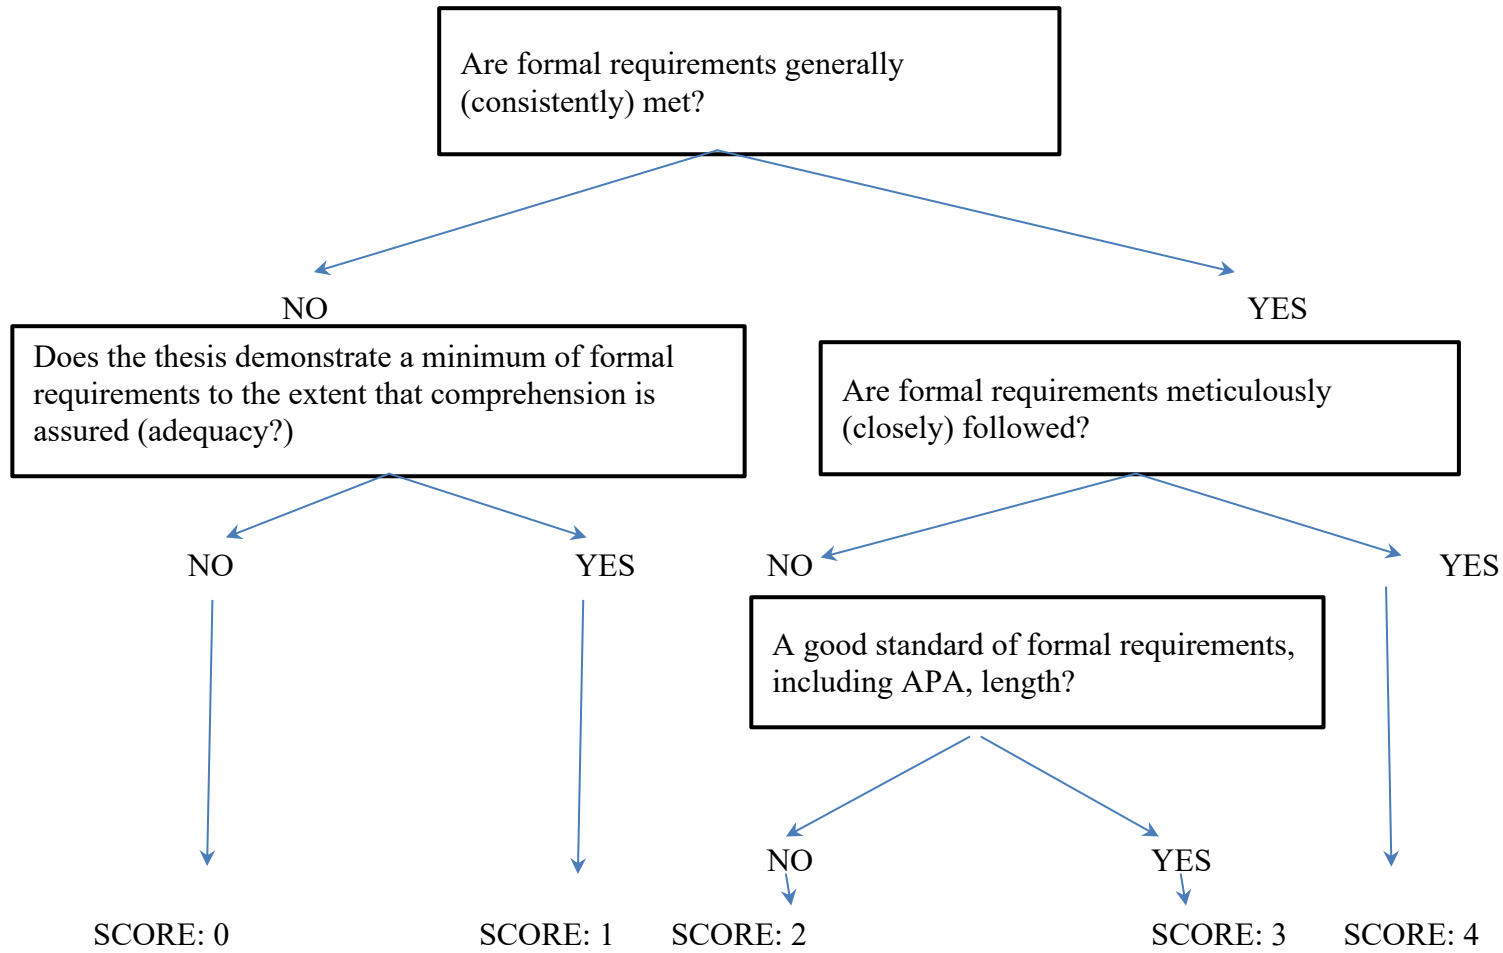 Are formal requirements generally
(consistently) met?
NO
YES
Does the thesis demonstrate a minimum of formal
requirements to the extent that comprehension is
assured (adequacy?)
Are formal requirements meticulously
(closely) followed?
NO
YES
NO
YES
A good standard of formal requirements,
including APA, length?
NO
YES
SCORE: 0
SCORE: 1
SCORE: 2
SCORE: 3
SCORE: 4